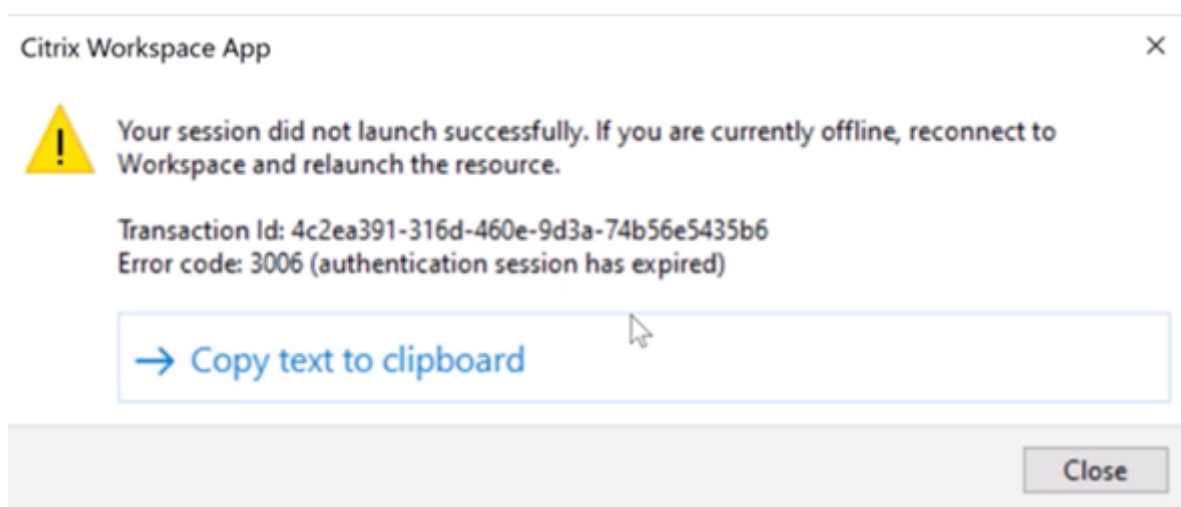 Citrix Workspace App
Your session did not launch successfully. If you are currently offline, reconnect to
Workspace and relaunch the resource.
Transaction Id: 4c2ea391-316d-460e-9d3a-74b56e5435b6
Error code: 3006 (authentication session has expired)
Copy text to clipboard
Close